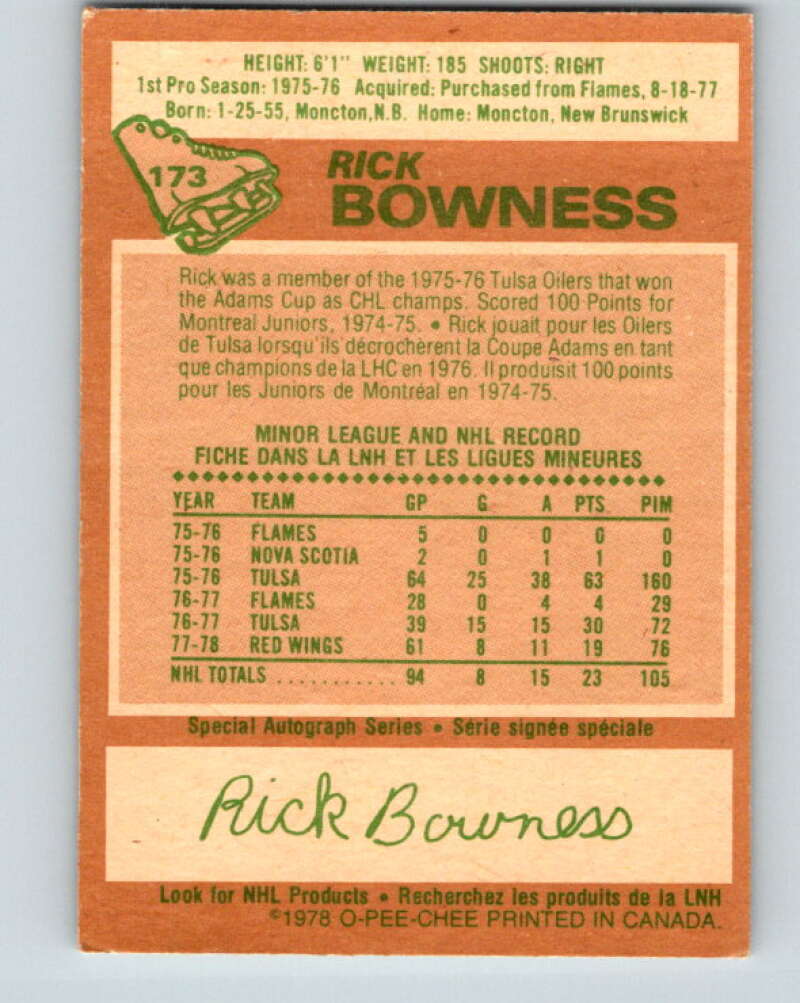 HEIGHT: 6'1" WEIGHT: 185 SHOOTS: RIGHT
1st Pro Season: 1975-76 Acquired: Purchased from Flames, 8-18-77
Born: 1-25-55, Moncton,N.B. Home: Moncton, New Brunswick
173
RICK
BOWNESS
Rick was a member of the 1975-76 Tulsa Oilers that won
the Adams Cup as CHL champs. Scored 100 Points for
Montreal Juniors, 1974-75. • Rick jouait pour les Oilers
de Tulsa lorsqu'ils décrochèrent la Coupe Adams en tant
que champions de la LHC en 1976. Il produisit 100 points
pour les Juniors de Montréal en 1974-75.
MINOR LEAGUE AND NHL RECORD
FICHE DANS LA LNH ET LES LIGUES MINEURES
YEAR TEAM GP G A PTS. PIM
75-76 FLAMES 5 0 0 0 0
75-76 NOVA SCOTIA 2 0 1 1 0
75-76 TULSA 64 25 38 63 160
76-77 FLAMES 28 0 4 4 29
76-77 TULSA 39 15 15 30 72
77-78 RED WINGS 61 8 11 19 76
NHL TOTALS ........... 94 8 15 23 105
Special Autograph Series • Série signée spéciale
Rick Bowness
Look for NHL Products • Recherchez les produits de la LNH
©1978 O-PEE-CHEE PRINTED IN CANADA.